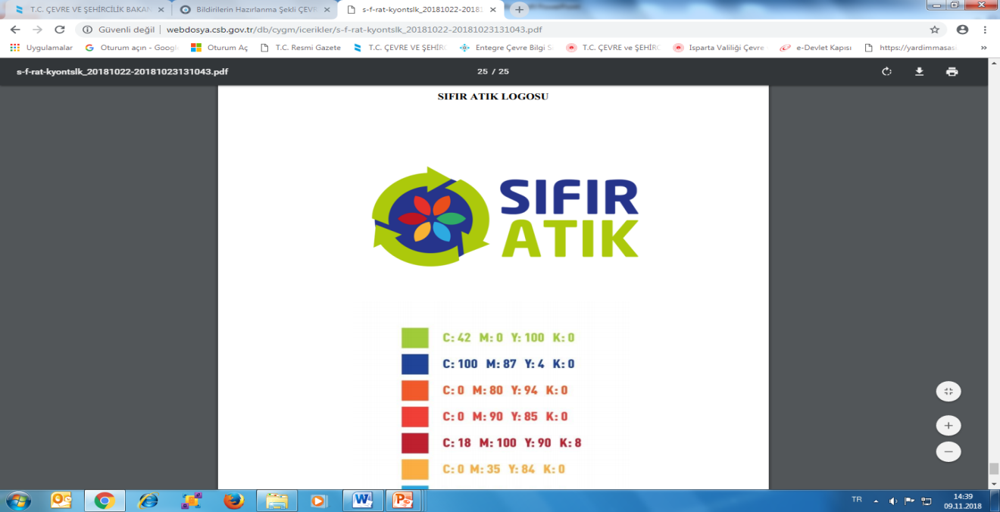 T.C. ÇEVRE VE ŞEHİRCİLİK BAKAN
Bildirilerin Hazırlanma Şekli ÇEVR
s-f-rat-kyontslk_20181022-20181
Güvenli değil | webdosya.csb.gov.tr/db/cygm/icerikler/s-f-rat-kyontslk_20181022-20181023131043.pdf
Uygulamalar
Oturum açın - Googl
Oturum Aç
T.C. Resmi Gazete
T.C. ÇEVRE VE ŞEHİR
Entegre Çevre Bilgi S
T.C. ÇEVRE ve ŞEHİRC
Isparta Valiliği Çevre
e-Devlet Kapısı
https://yardimmasas
»
s-f-rat-kyontslk_20181022-20181023131043.pdf
25 / 25
SIFIR ATIK LOGOSU
SIFIR
ATIK
C: 42 M: 0 Y: 100 K: 0
C: 100 M: 87 Y: 4 K: 0
C: 0 M: 80 Y: 94 K: 0
C: 0 M: 90 Y: 85 K: 0
C: 18 M: 100 Y: 90 K: 8
C: 0 M: 35 Y: 84 K: 0
TR
14:39
09.11.2018